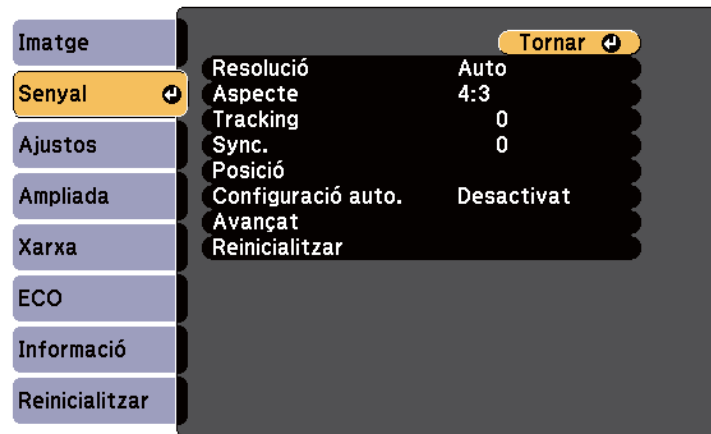 Imatge
Senyal
Ajustos
Ampliada
Xarxa
ECO
Informació
Reinicialitzar
Tornar
Resolució Auto
Aspecte 4:3
Tracking 0
Sync. 0
Posició
Configuració auto. Desactivat
Avançat
Reinicialitzar